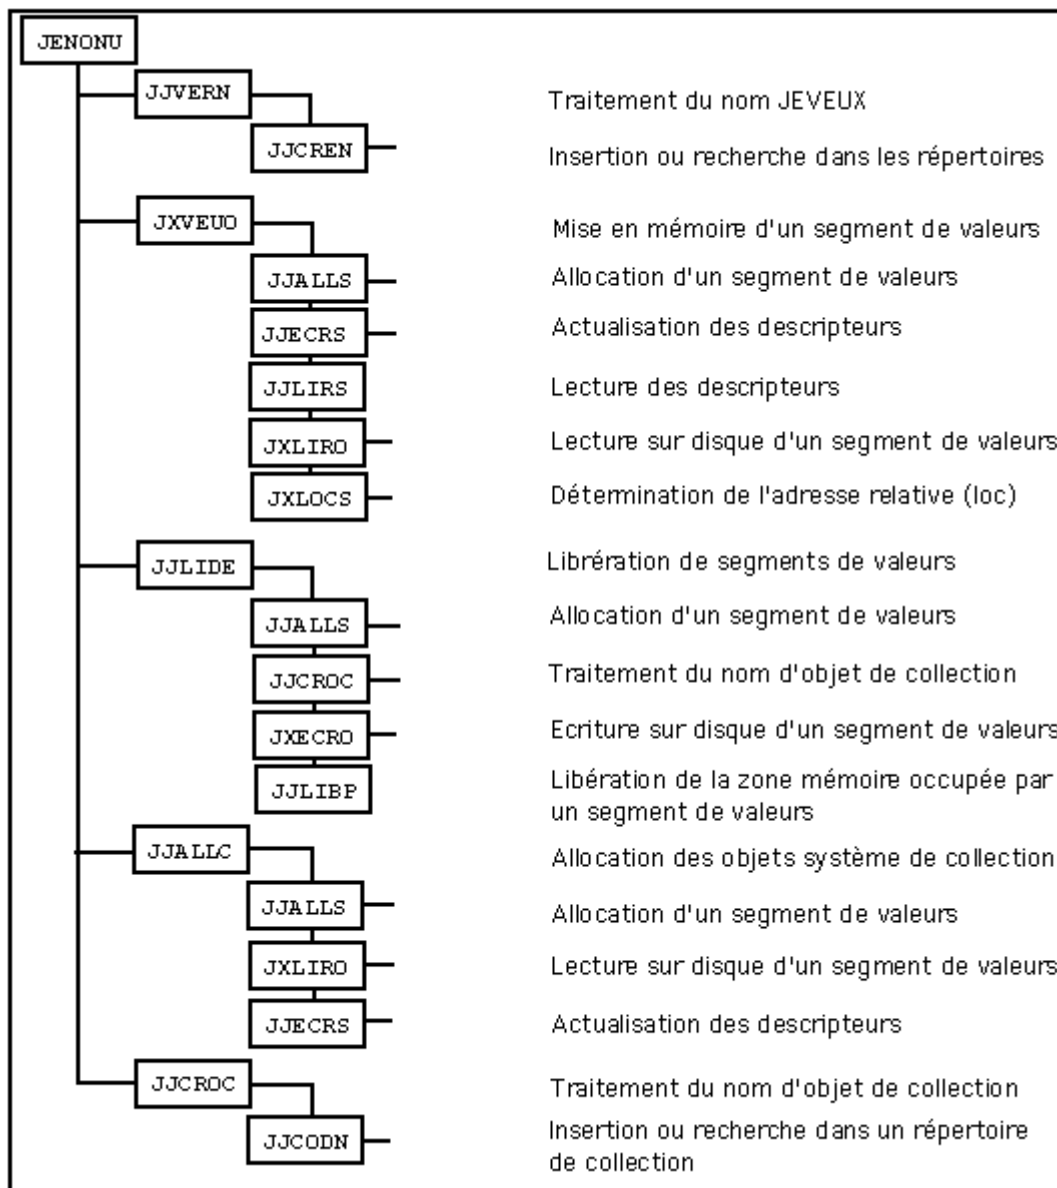 JENONU
JJVERN Traitement du nom JEVEUX
JJCREN Insertion ou recherche dans les répertoires
JXVEUO Mise en mémoire d'un segment de valeurs
JJALLS Allocation d'un segment de valeurs
JJECRS Actualisation des descripteurs
JJLIRS Lecture des descripteurs
JXLIRO Lecture sur disque d'un segment de valeurs
JXLOCS Détermination de l'adresse relative (loc)
JJLIDE Librération de segments de valeurs
JJALLS Allocation d'un segment de valeurs
JJCROC Traitement du nom d'objet de collection
JXECRO Ecriture sur disque d'un segment de valeurs
JJLIBP Libération de la zone mémoire occupée par
un segment de valeurs
JJALLC Allocation des objets système de collection
JJALLS Allocation d'un segment de valeurs
JXLIRO Lecture sur disque d'un segment de valeurs
JJECRS Actualisation des descripteurs
JJCROC Traitement du nom d'objet de collection
JJCODN Insertion ou recherche dans un répertoire
de collection